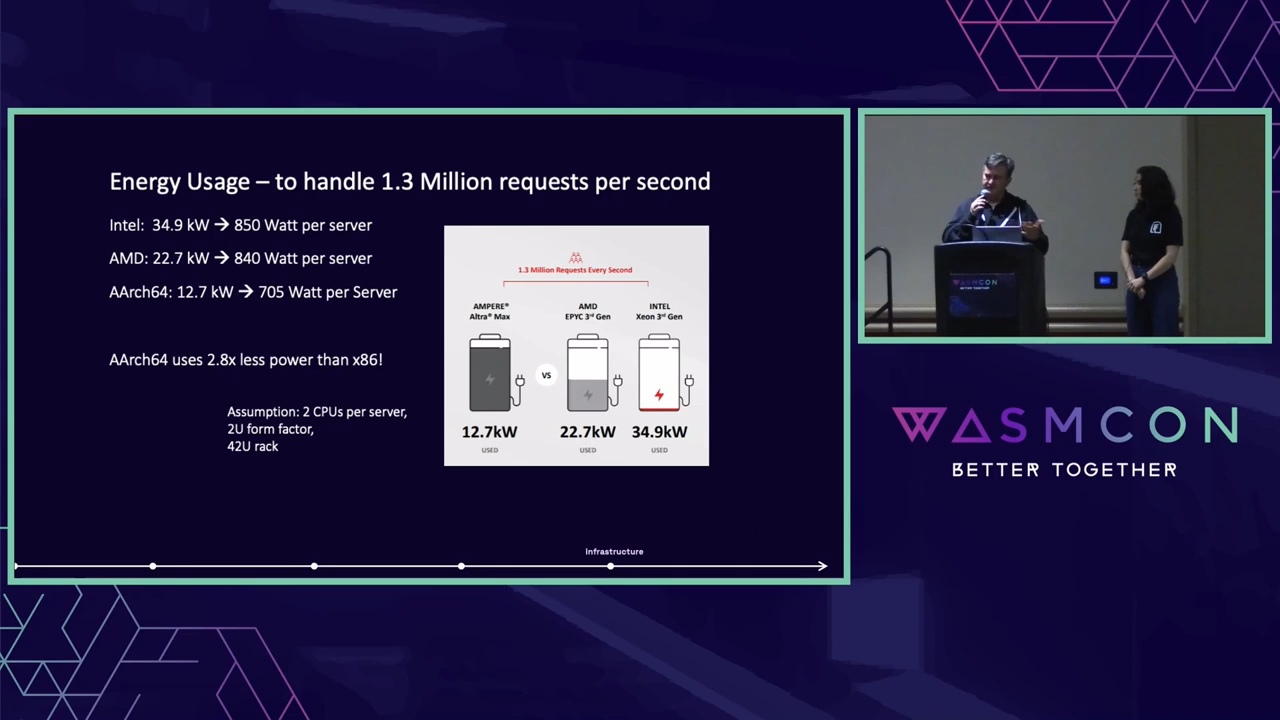 Energy Usage – to handle 1.3 Million requests per second
Intel: 34.9 kW → 850 Watt per server
AMD: 22.7 kW → 840 Watt per server
AArch64: 12.7 kW → 705 Watt per Server
AArch64 uses 2.8x less power than x86!
Assumption: 2 CPUs per server,
2U form factor,
42U rack
1.3 Million Requests Every Second
AMPERE® Altra® Max
AMD EPYC 3rd Gen
INTEL Xeon 3rd Gen
VS
12.7kW USED
22.7kW USED
34.9kW USED
Infrastructure
WASMCON
BETTER TOGETHER
WASMCON
BETTER TOGETHER